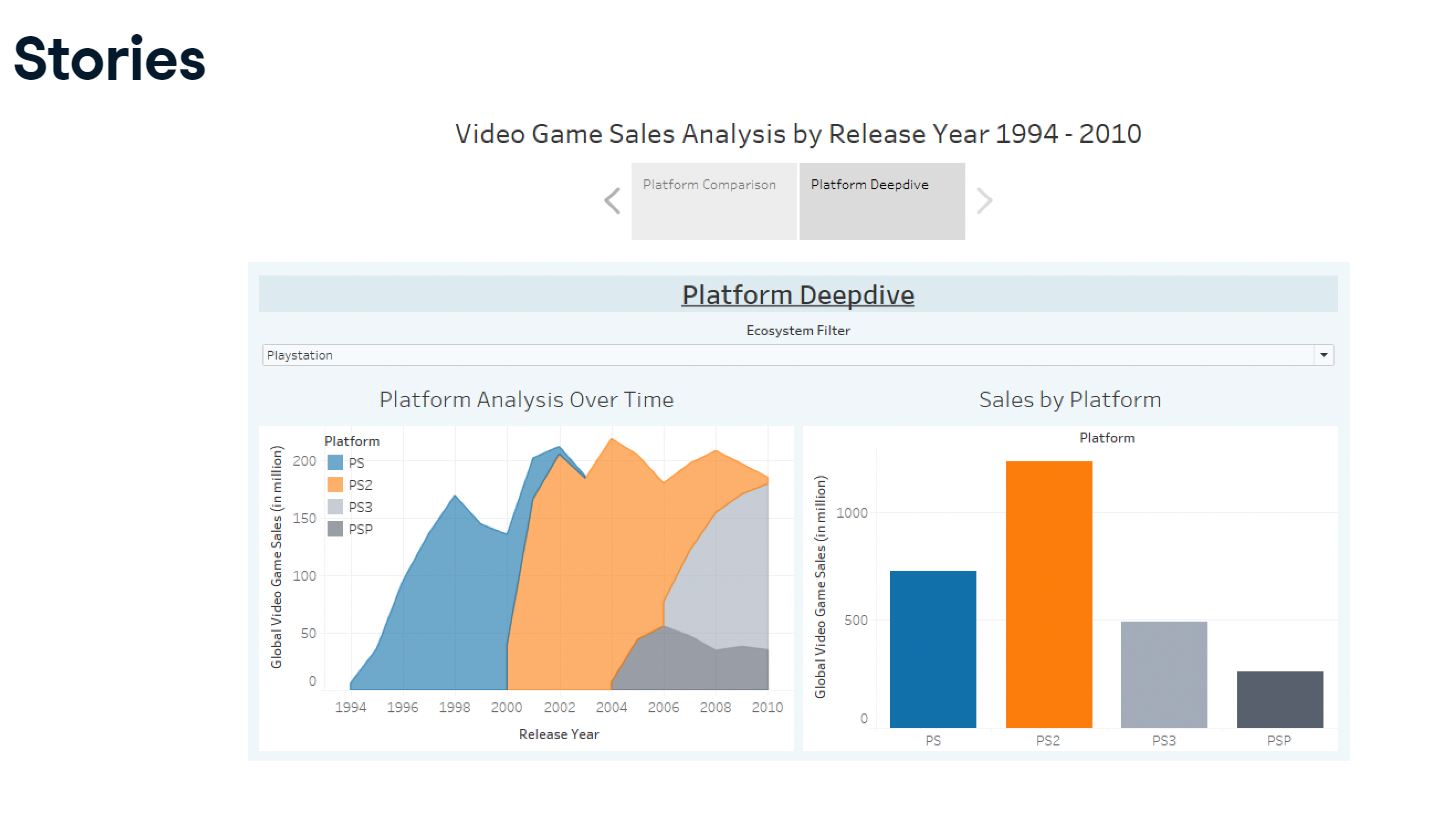 Stories
Video Game Sales Analysis by Release Year 1994 - 2010
Platform Comparison
Platform Deepdive
Platform Deepdive
Ecosystem Filter
Playstation
Platform Analysis Over Time
Platform
PS
PS2
PS3
PSP
Global Video Game Sales (in million)
200
150
100
50
0
1994 1996 1998 2000 2002 2004 2006 2008 2010
Release Year
Sales by Platform
Platform
Global Video Game Sales (in million)
1000
500
0
PS PS2 PS3 PSP